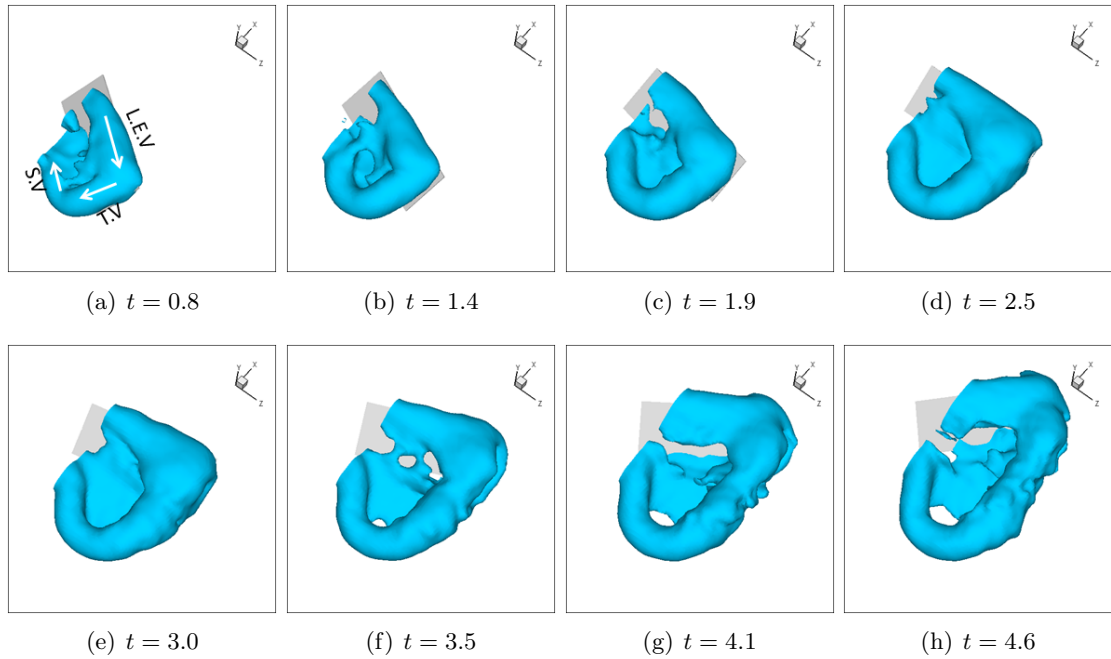 Y X
Z
L.E.V
S.V
T.V
Y X
Z
Y X
Z
Y X
Z
(a) t = 0.8
(b) t = 1.4
(c) t = 1.9
(d) t = 2.5
Y X
Z
Y X
Z
Y X
Z
Y X
Z
(e) t = 3.0
(f) t = 3.5
(g) t = 4.1
(h) t = 4.6